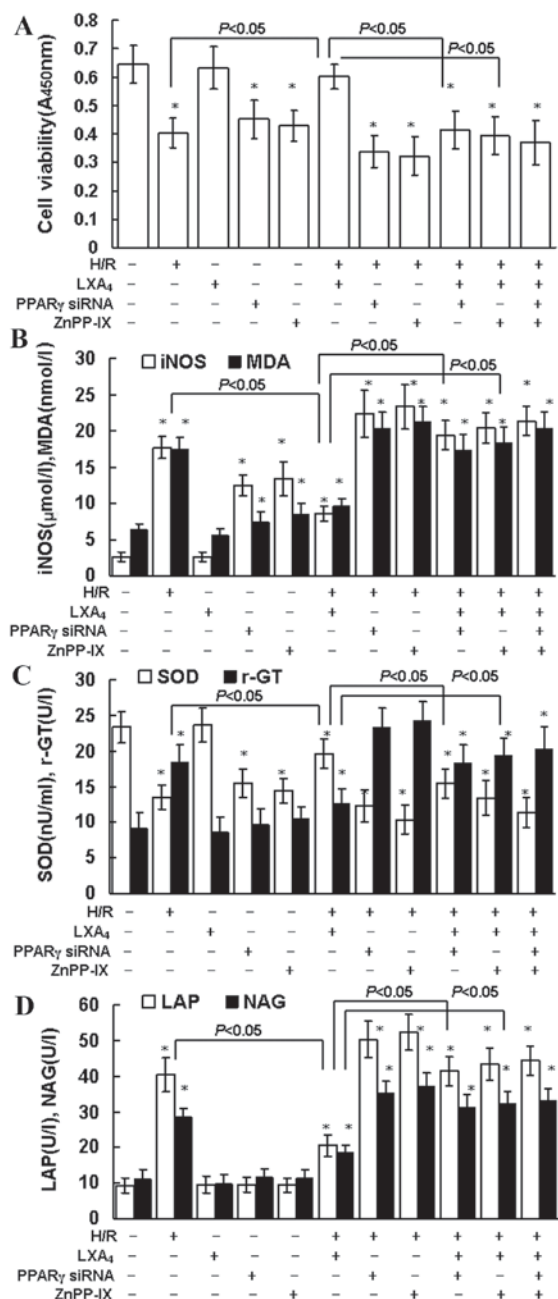 A
Cell viability(A450nm)
0.8
0.7
0.6
0.5
0.4
0.3
0.2
0.1
0
P<0.05
P<0.05
P<0.05
* * * * * * * *
H/R – + – – – + + + + + +
LXA₄ – – + – – + – – + + +
PPARγ siRNA – – – + – – + – + – +
ZnPP-IX – – – – + – – + – + +
B
iNOS(μmol/l),MDA(nmol/l)
30
25
20
15
10
5
0
iNOS MDA
P<0.05
P<0.05
P<0.05
* * * * * * * * * * * * * * * * * *
H/R – + – – – + + + + + +
LXA₄ – – + – – + – – + + +
PPARγ siRNA – – – + – – + – + – +
ZnPP-IX – – – – + – – + – + +
C
SOD(nU/ml), r-GT(U/l)
30
25
20
15
10
5
0
SOD r-GT
P<0.05
P<0.05
P<0.05
* * * * * * * * * * * * * *
H/R – + – – – + + + + + +
LXA₄ – – + – – + – – + + +
PPARγ siRNA – – – + – – + – + – +
ZnPP-IX – – – – + – – + – + +
D
LAP(U/l), NAG(U/l)
60
50
40
30
20
10
0
LAP NAG
P<0.05
P<0.05
P<0.05
* * * * * * * * * * * * * *
H/R – + – – – + + + + + +
LXA₄ – – + – – + – – + + +
PPARγ siRNA – – – + – – + – + – +
ZnPP-IX – – – – + – – + – + +